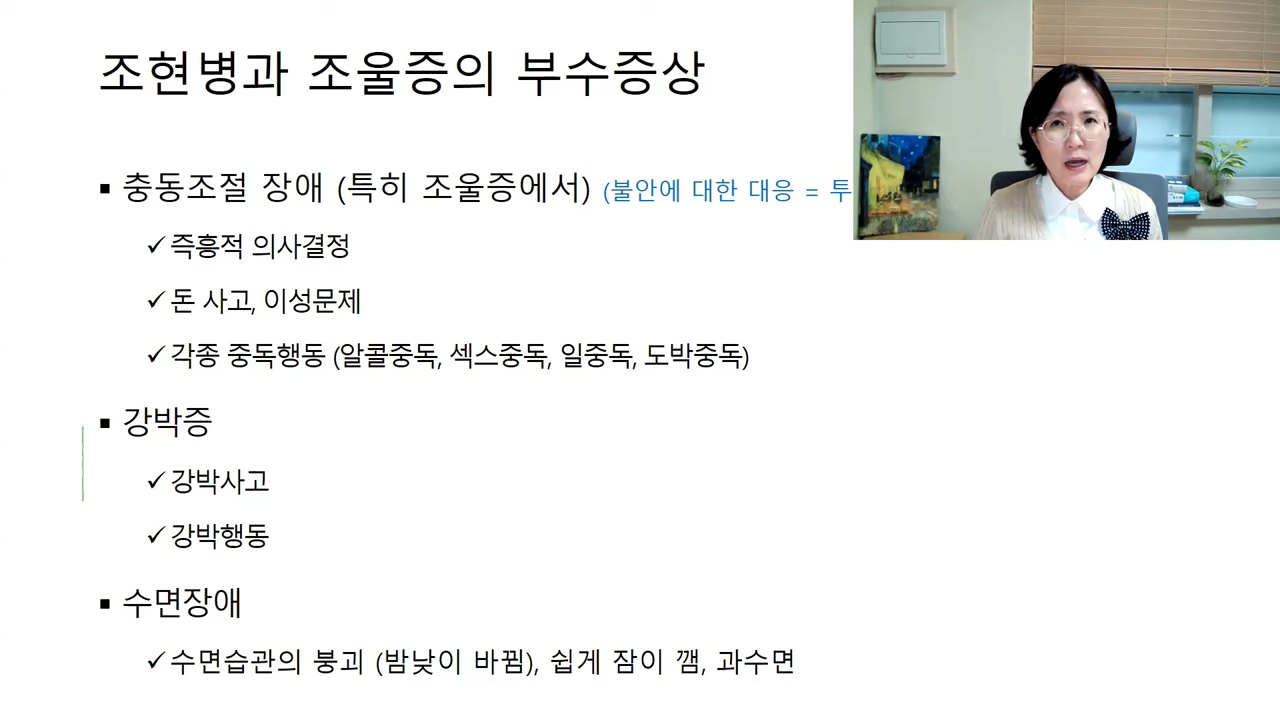 조현병과 조울증의 부수증상
▪ 충동조절 장애 (특히 조울증에서) (불안에 대한 대응 = 투
✓ 즉흥적 의사결정
✓ 돈 사고, 이성문제
✓ 각종 중독행동 (알콜중독, 섹스중독, 일중독, 도박중독)
▪ 강박증
✓ 강박사고
✓ 강박행동
▪ 수면장애
✓ 수면습관의 붕괴 (밤낮이 바뀜), 쉽게 잠이 깸, 과수면